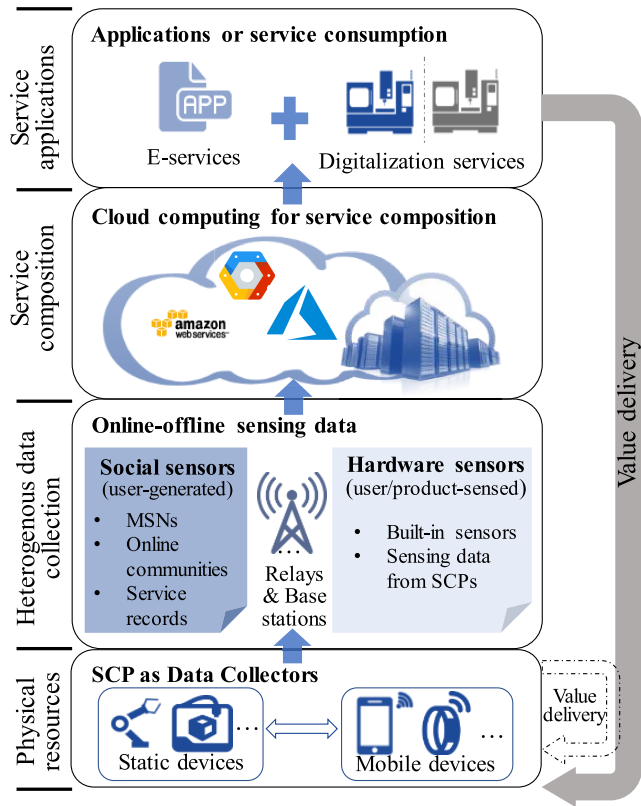 Service
applications
Applications or service consumption
APP
E-services
Digitalization services
Service
composition
Cloud computing for service composition
amazon
web services™
Heterogenous data
collection
Online-offline sensing data
Social sensors
(user-generated)
• MSNs
• Online
communities
• Service
records
...
Relays
& Base
stations
Hardware sensors
(user/product-sensed)
• Built-in sensors
• Sensing data
from SCPs
Physical
resources
SCP as Data Collectors
...
Static devices
...
Mobile devices
Value
delivery
Value delivery